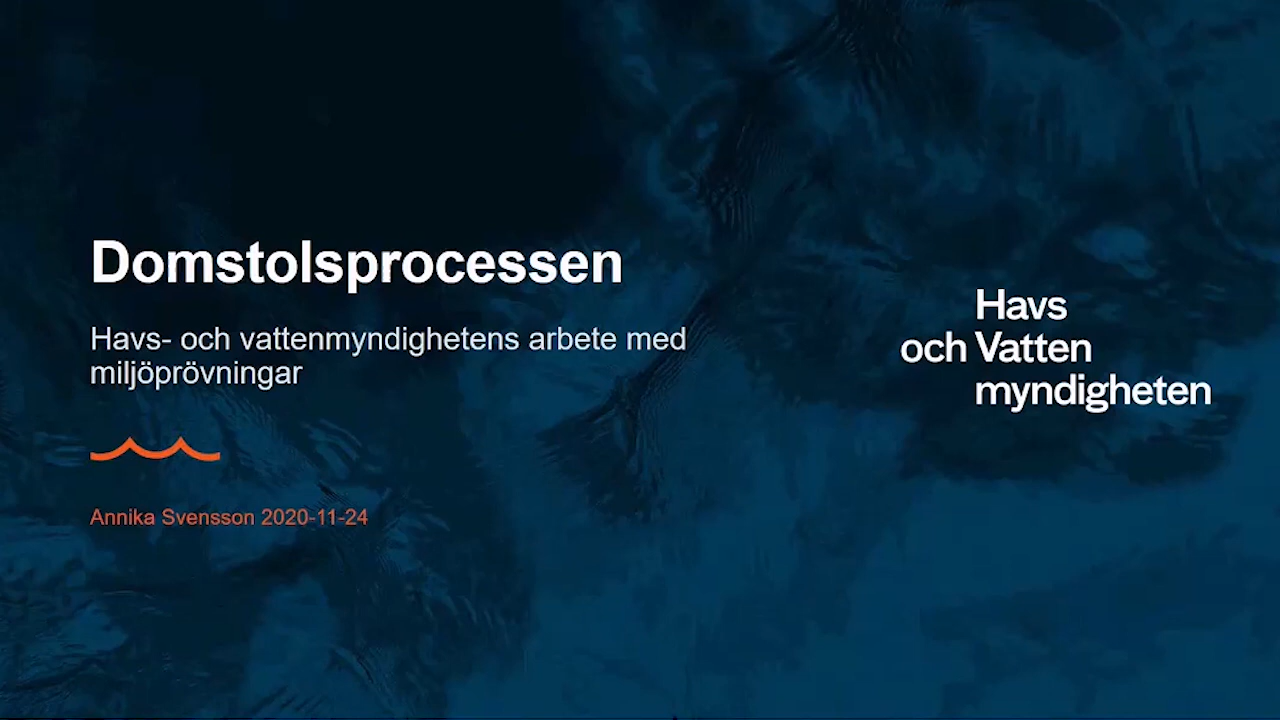 Domstolsprocessen
Havs- och vattenmyndighetens arbete med
miljöprövningar
Annika Svensson 2020-11-24
Havs
och Vatten
myndigheten